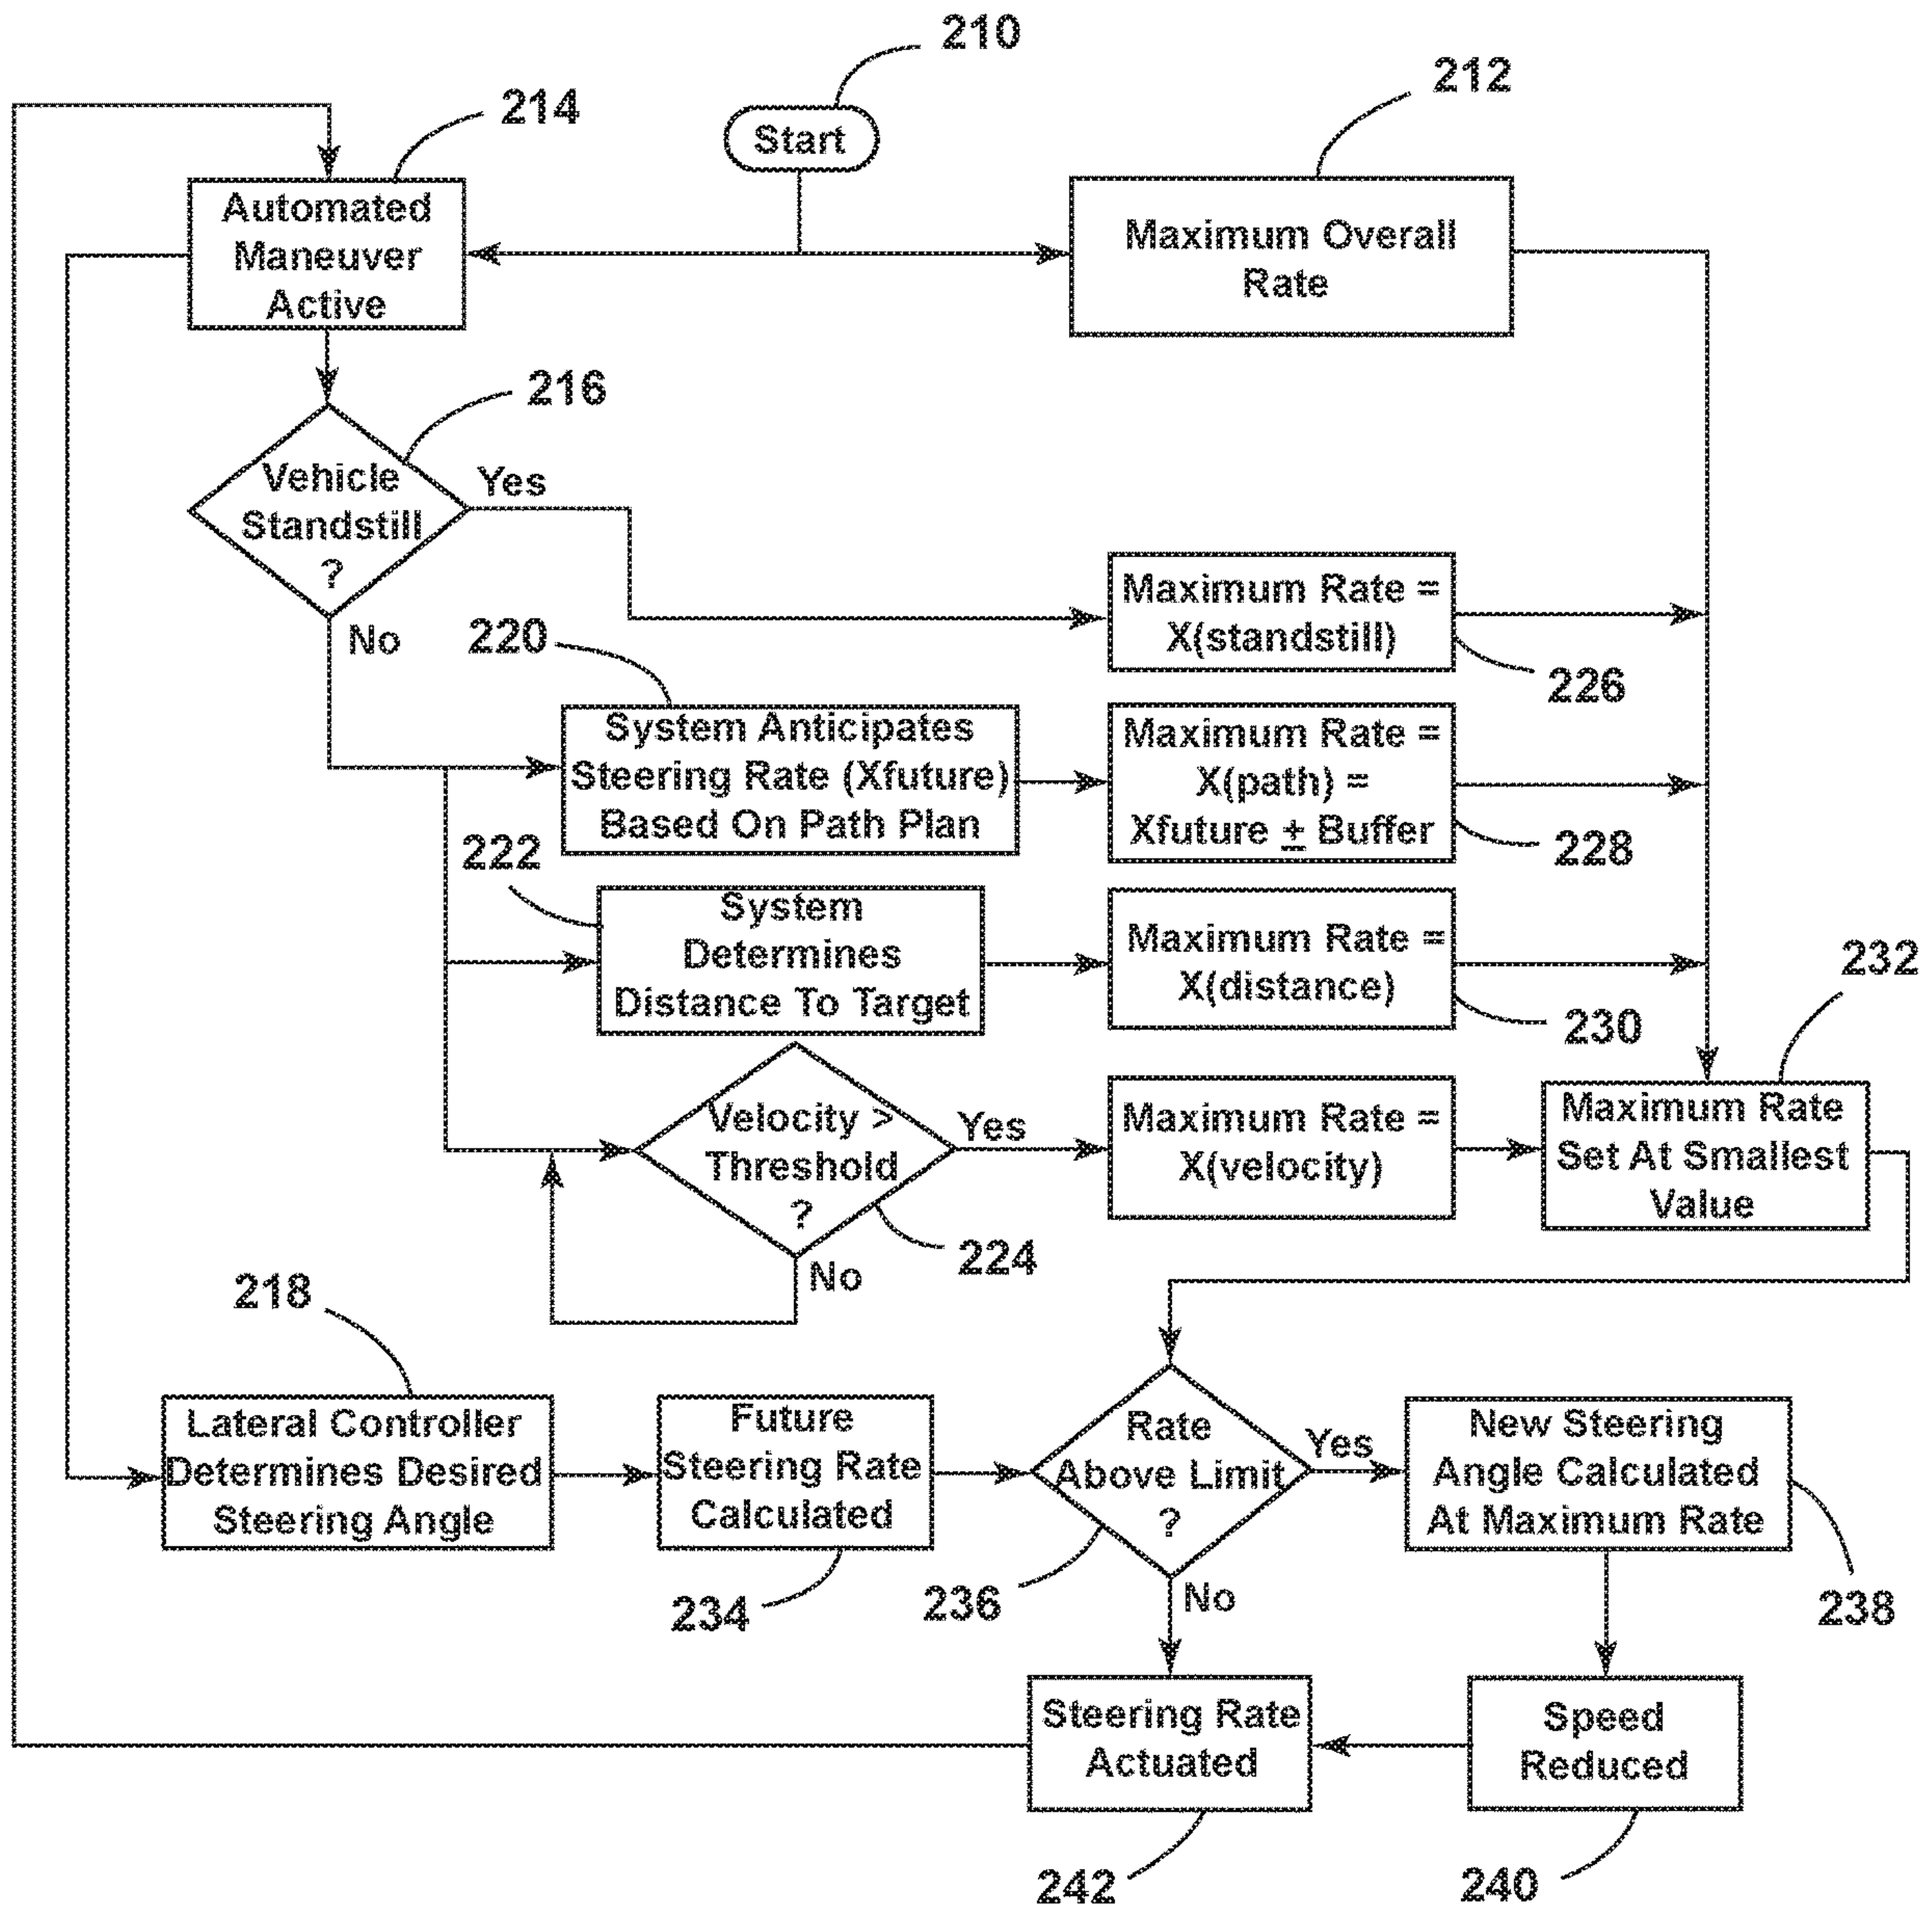 210
Start
212
Maximum Overall
Rate
214
Automated
Maneuver
Active
216
Vehicle
Standstill
?
Yes
No
Maximum Rate =
X(standstill)
226
220
System Anticipates
Steering Rate (Xfuture)
Based On Path Plan
Maximum Rate =
X(path) =
Xfuture ± Buffer
228
222
System
Determines
Distance To Target
Maximum Rate =
X(distance)
230
232
Velocity >
Threshold
?
Yes
No
224
Maximum Rate =
X(velocity)
Maximum Rate
Set At Smallest
Value
218
Lateral Controller
Determines Desired
Steering Angle
Future
Steering Rate
Calculated
234
Rate
Above Limit
?
Yes
No
236
New Steering
Angle Calculated
At Maximum Rate
238
Steering Rate
Actuated
242
Speed
Reduced
240